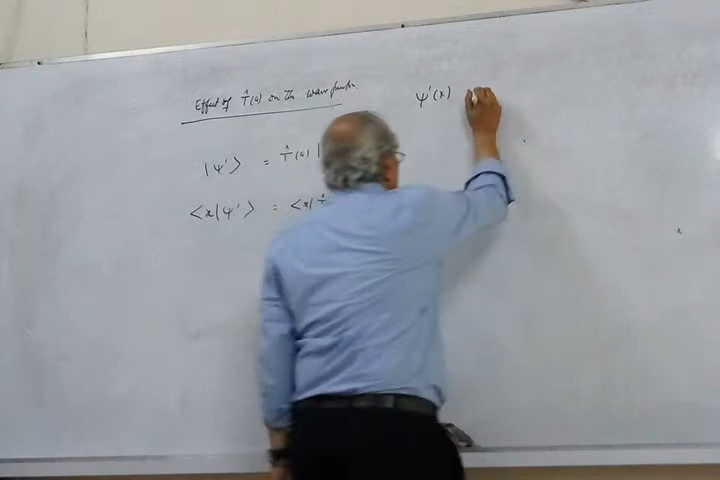 Effect of T̂(a) on the wave function.
|ψ'⟩ = T̂(a) |
⟨x|ψ'⟩ = ⟨x| T̂
ψ'(x)